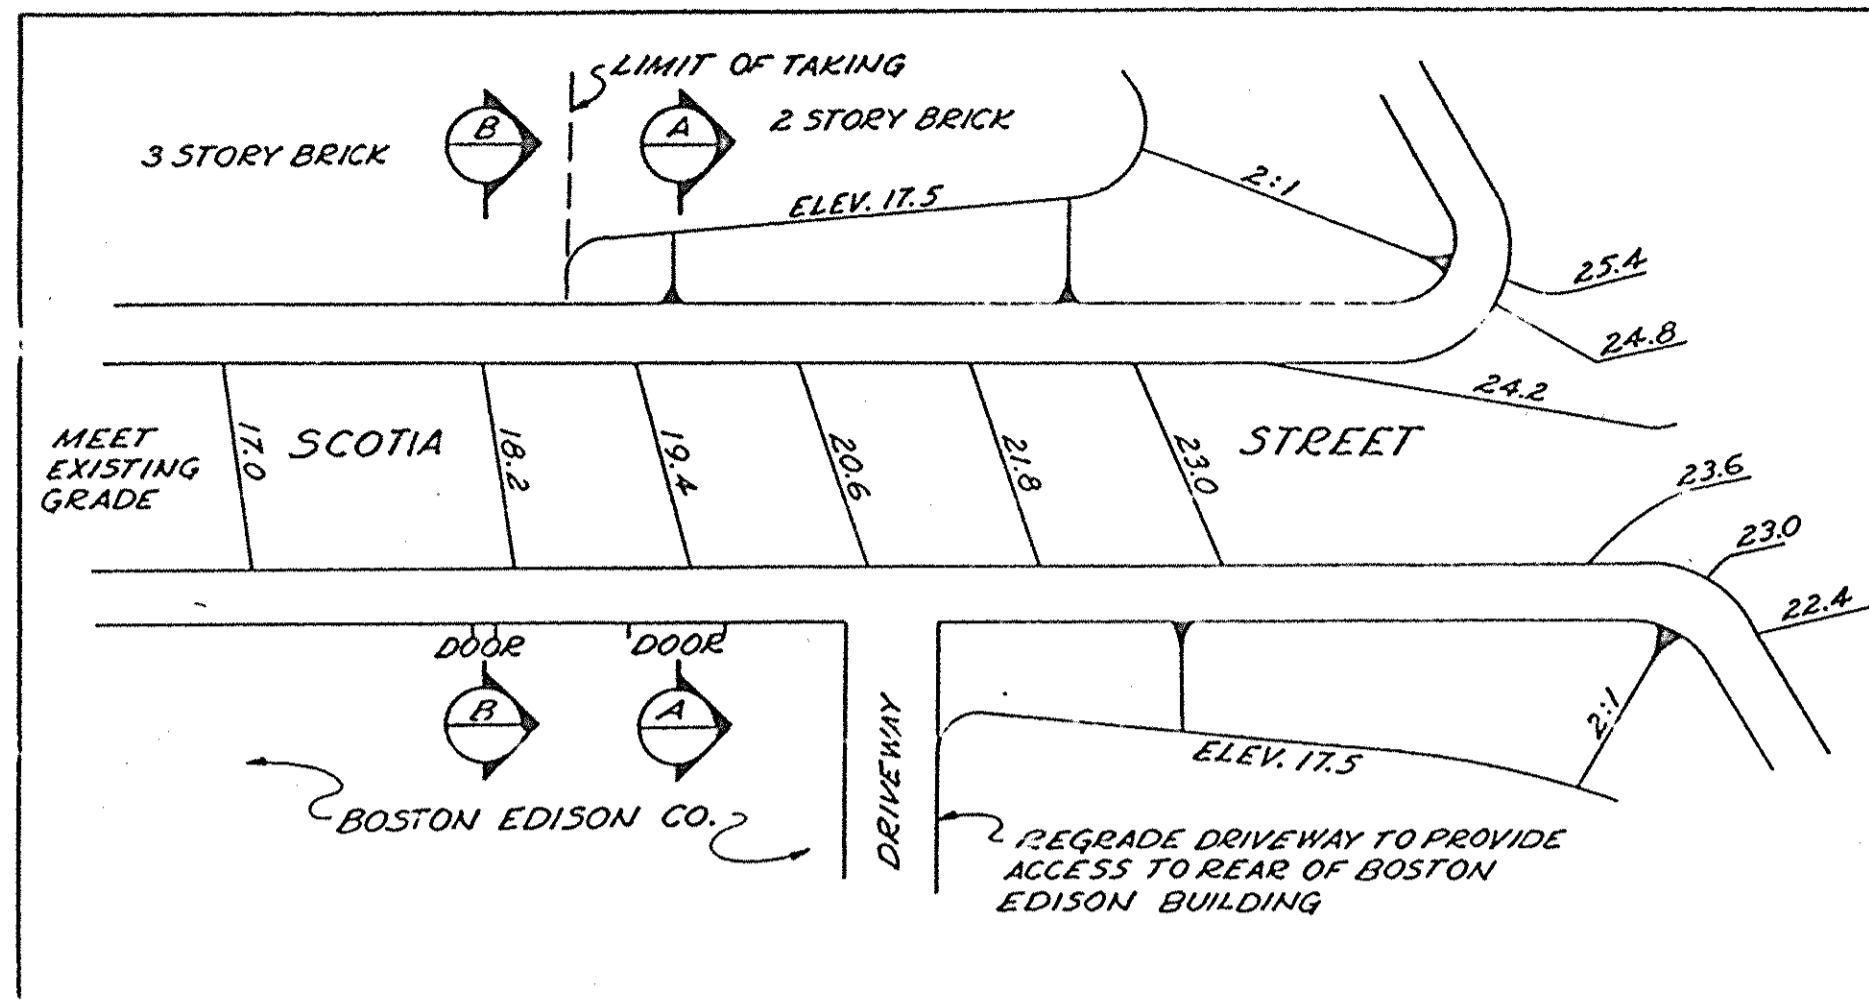 LIMIT OF TAKING
B
A
2 STORY BRICK
3 STORY BRICK
2:1
ELEV. 17.5
25.4
24.8
24.2
MEET
EXISTING
GRADE
17.0
SCOTIA
18.2
19.4
20.6
21.8
23.0
STREET
23.6
23.0
22.4
DOOR
DOOR
B
A
DRIVEWAY
2:1
ELEV. 17.5
BOSTON EDISON CO.
REGRADE DRIVEWAY TO PROVIDE
ACCESS TO REAR OF BOSTON
EDISON BUILDING